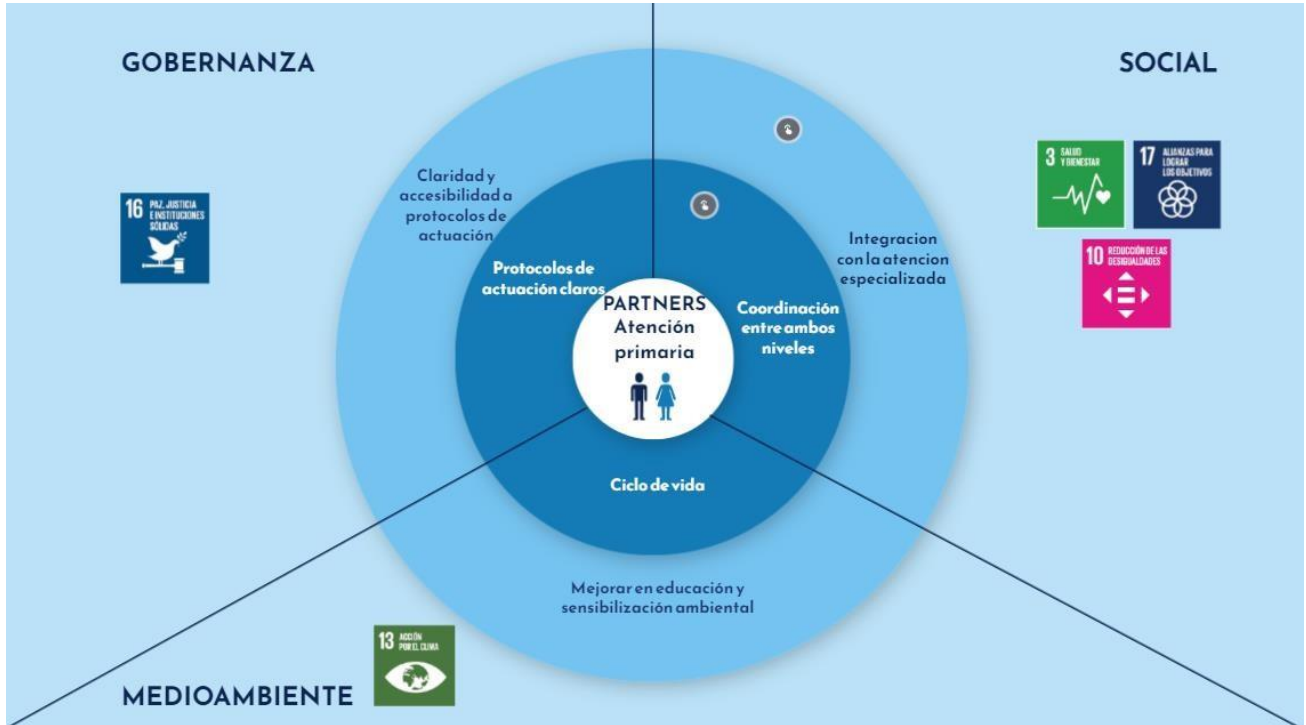 GOBERNANZA
SOCIAL
16 PAZ, JUSTICIA
E INSTITUCIONES
SÓLIDAS
3 SALUD
Y BIENESTAR
17 ALIANZAS PARA
LOGRAR
LOS OBJETIVOS
10 REDUCCIÓN DE LAS
DESIGUALDADES
Claridad y
accesibilidad a
protocolos de
actuación
Integracion
con la atencion
especializada
Protocolos de
actuación claros
Coordinación
entre ambos
niveles
PARTNERS
Atención
primaria
Ciclo de vida
Mejorar en educación y
sensibilización ambiental
13 ACCIÓN
POR EL CLIMA
MEDIOAMBIENTE